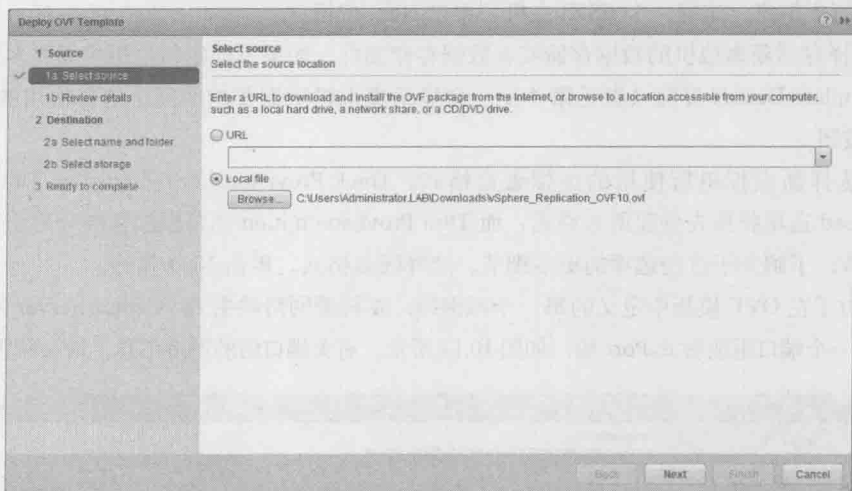 Deploy OVF Template
1 Source
1a Select source
1b Review details
2 Destination
2a Select name and folder
2b Select storage
3 Ready to complete
Select source
Select the source location
Enter a URL to download and install the OVF package from the Internet, or browse to a location accessible from your computer,
such as a local hard drive, a network share, or a CD/DVD drive.
URL
Local file
Browse... C:\Users\Administrator.LAB\Downloads\vSphere_Replication_OVF10.ovf
Back Next Finish Cancel